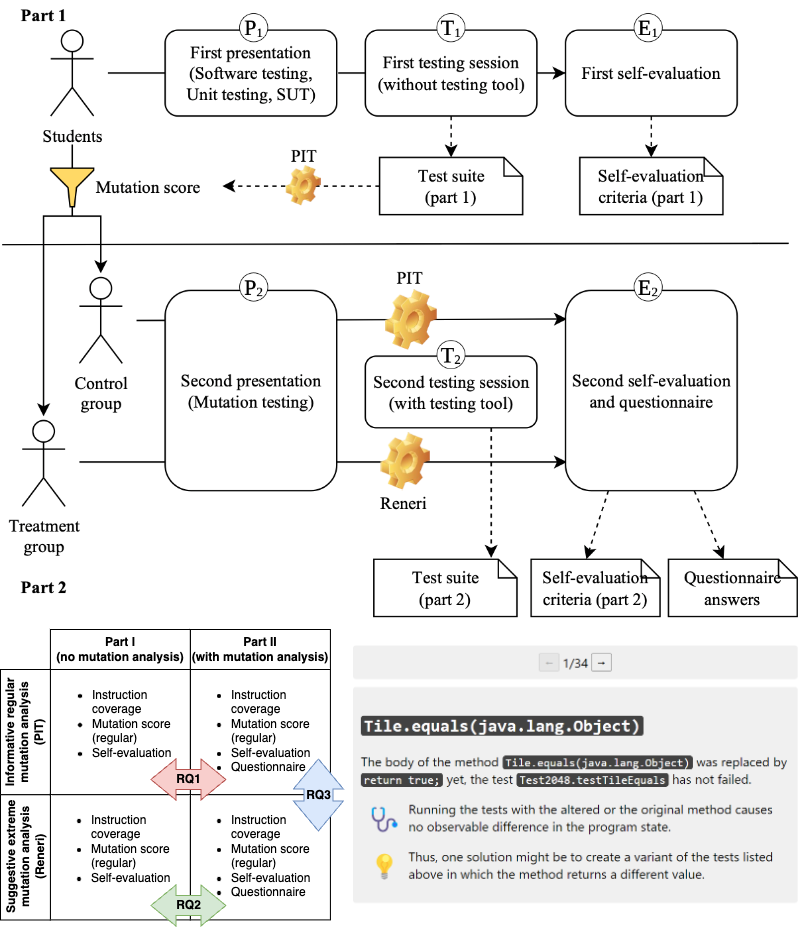 Part 1
P1
T1
E1
First presentation
(Software testing,
Unit testing, SUT)
First testing session
(without testing tool)
First self-evaluation
Students
PIT
Mutation score
Test suite
(part 1)
Self-evaluation
criteria (part 1)
P2
PIT
E2
T2
Control
group
Second presentation
(Mutation testing)
Second testing session
(with testing tool)
Second self-evaluation
and questionnaire
Reneri
Treatment
group
Part 2
Test suite
(part 2)
Self-evaluation
criteria (part 2)
Questionnaire
answers
Part I
(no mutation analysis)
Part II
(with mutation analysis)
Informative regular
mutation analysis
(PIT)
• Instruction
coverage
• Mutation score
(regular)
• Self-evaluation
• Instruction
coverage
• Mutation score
(regular)
• Self-evaluation
• Questionnaire
RQ1
RQ3
Suggestive extreme
mutation analysis
(Reneri)
• Instruction
coverage
• Mutation score
(regular)
• Self-evaluation
• Instruction
coverage
• Mutation score
(regular)
• Self-evaluation
• Questionnaire
RQ2
← 1/34 →
Tile.equals(java.lang.Object)
The body of the method Tile.equals(java.lang.Object) was replaced by
return true; yet, the test Test2048.testTileEquals has not failed.
Running the tests with the altered or the original method causes
no observable difference in the program state.
Thus, one solution might be to create a variant of the tests listed
above in which the method returns a different value.